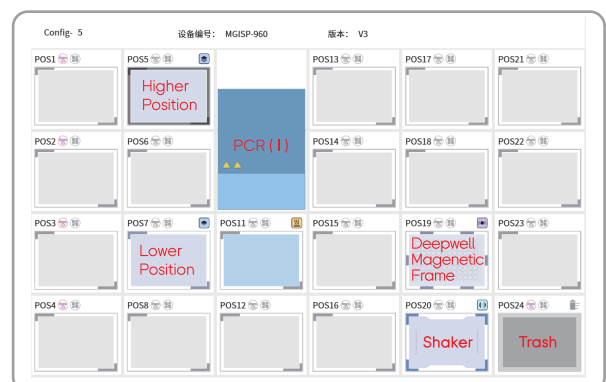 Config- 5 设备编号： MGISP-960 版本： V3
POS1 POS5 POS13 POS17 POS21
Higher
Position
PCR(I)
POS2 POS6 POS14 POS18 POS22
POS3 POS7 POS11 POS15 POS19 POS23
Lower
Position
Deepwell
Magenetic
Frame
POS4 POS8 POS12 POS16 POS20 POS24
Shaker
Trash